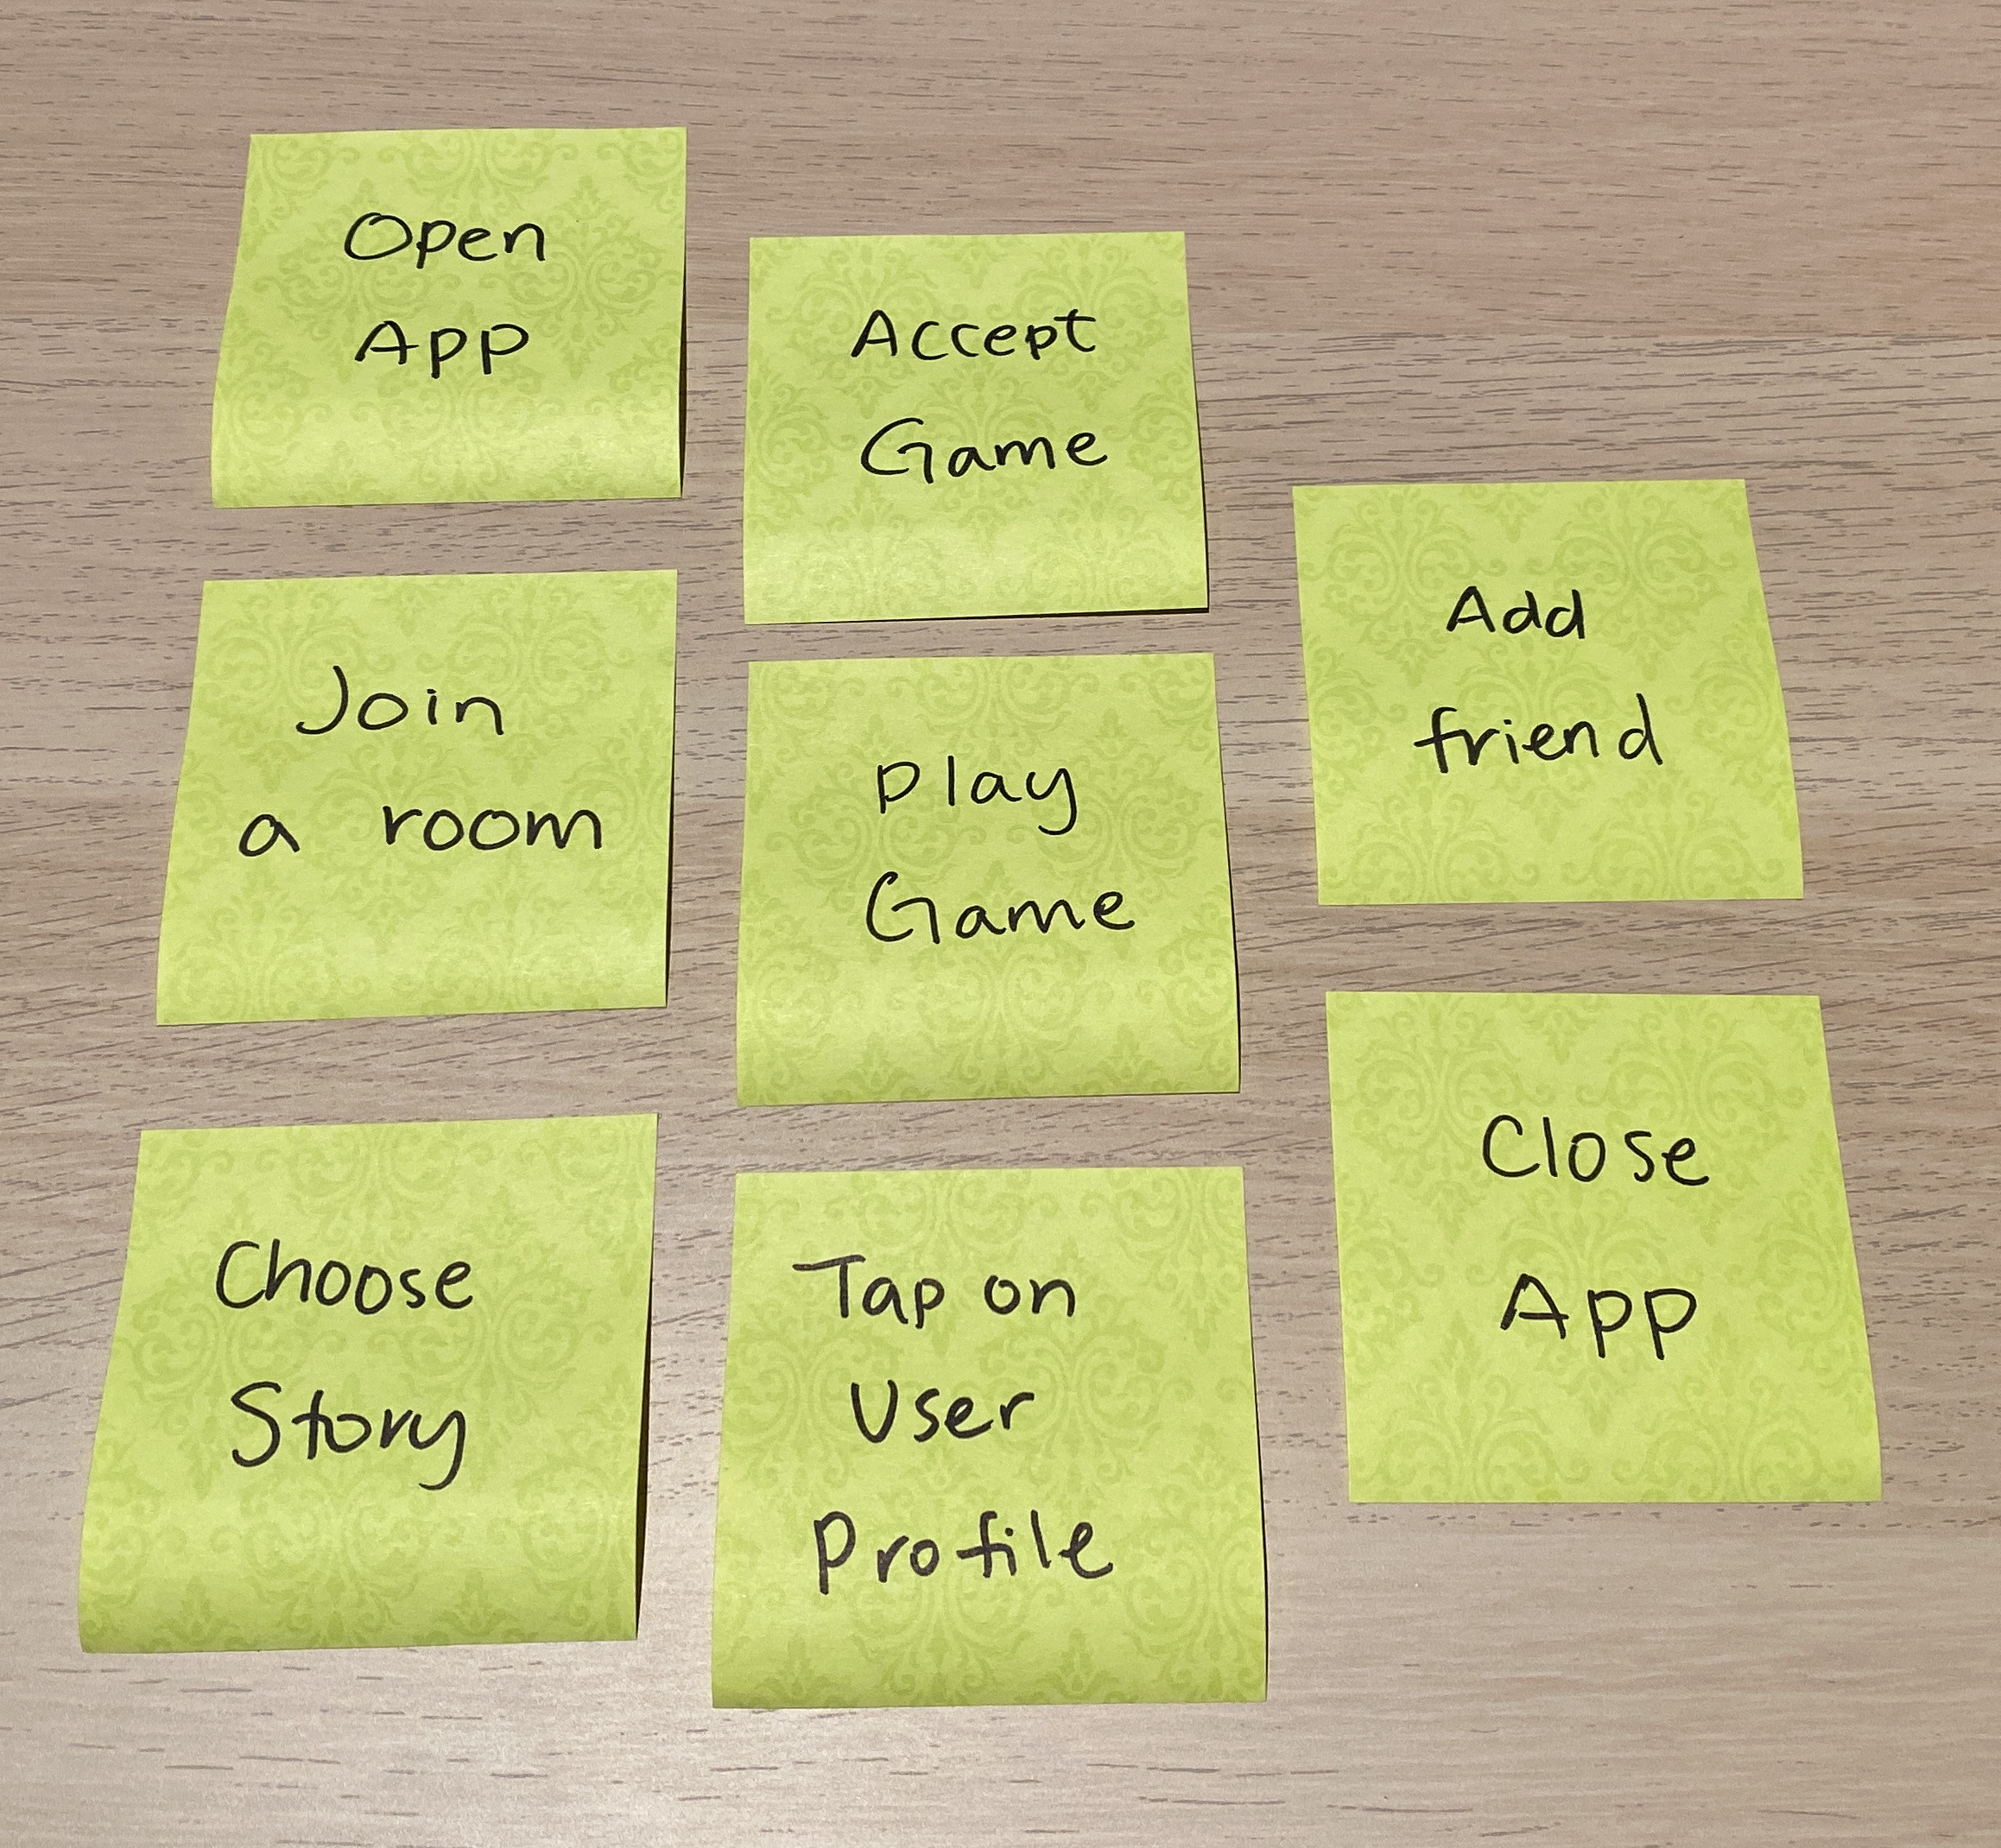 Open
App
Join
a room
Choose
Story
Accept
Game
Play
Game
Tap on
User
Profile
Add
friend
Close
App